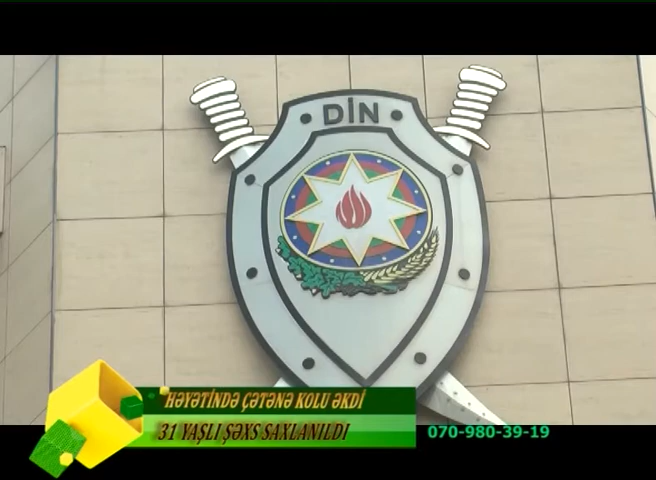 DİN
HƏYƏTİNDƏ ÇƏTƏNƏ KOLU ƏKDİ
31 YAŞLI ŞƏXS SAXLANILDI
070-980-39-19